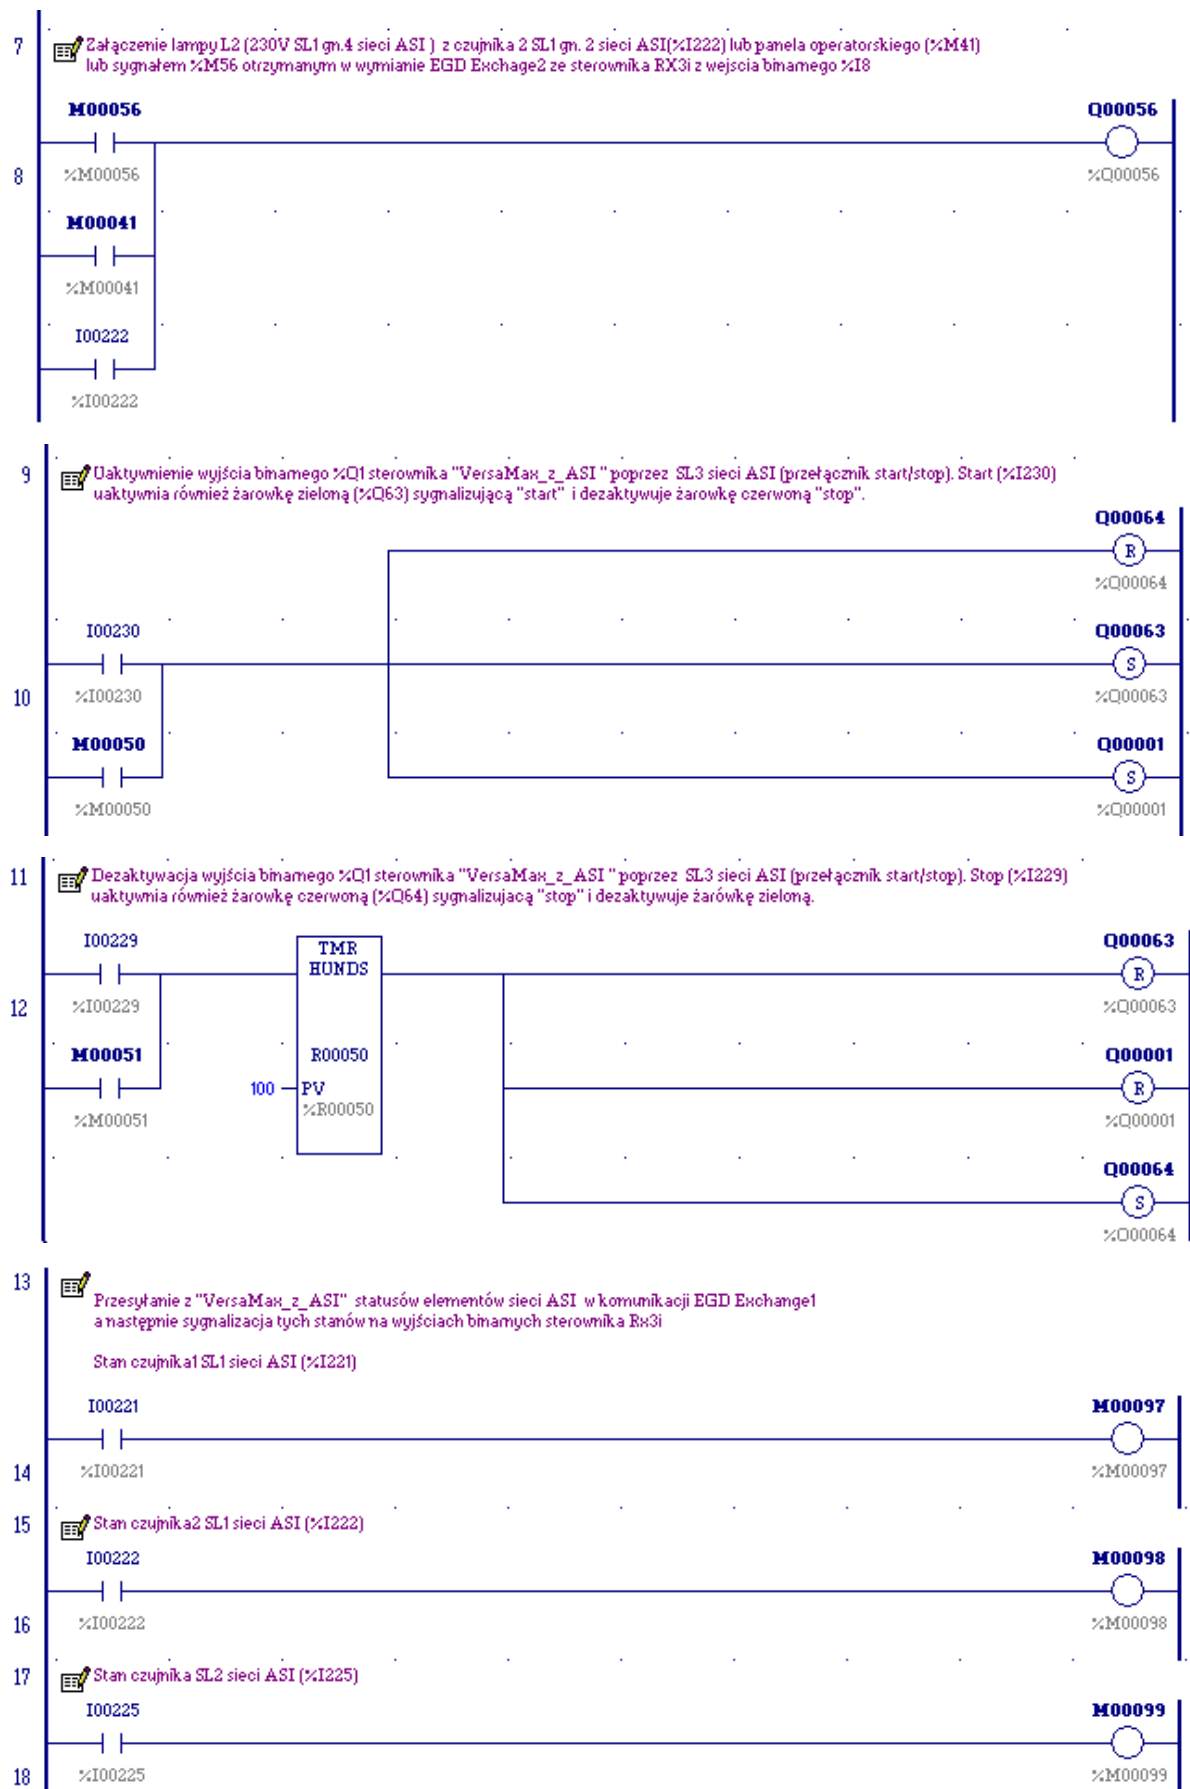 7
Załączenie lampy L2 (230V SL1 gn.4 sieci ASI ) z czujnika 2 SL1 gn. 2 sieci ASI(%I222) lub panela operatorskiego (%M41)
lub sygnałem %M56 otrzymanym w wymianie EGD Exchage2 ze sterownika RX3i z wejscia binarnego %I8
M00056
Q00056
8
%M00056
%Q00056
M00041
%M00041
I00222
%I00222
9
Uaktywnienie wyjścia binarnego %Q1 sterownika "VersaMax_z_ASI " poprzez SL3 sieci ASI (przełącznik start/stop). Start (%I230)
uaktywnia również żarowkę zieloną (%Q63) sygnalizującą "start" i dezaktywuje żarowkę czerwoną "stop".
Q00064
R
%Q00064
I00230
Q00063
S
10
%I00230
%Q00063
M00050
Q00001
S
%M00050
%Q00001
11
Dezaktywacja wyjścia binarnego %Q1 sterownika "VersaMax_z_ASI " poprzez SL3 sieci ASI (przełącznik start/stop). Stop (%I229)
uaktywnia również żarowkę czerwoną (%Q64) sygnalizujacą "stop" i dezaktywuje żarówkę zieloną.
I00229
TMR
HUNDS
Q00063
R
12
%I00229
%Q00063
M00051
R00050
Q00001
100
PV
R
%M00051
%R00050
%Q00001
Q00064
S
%Q00064
13
Przesyłanie z "VersaMax_z_ASI" statusów elementów sieci ASI w komunikacji EGD Exchange1
a następnie sygnalizacja tych stanów na wyjściach binarnych sterownika Rx3i
Stan czujnika1 SL1 sieci ASI (%I221)
I00221
M00097
14
%I00221
%M00097
15
Stan czujnika2 SL1 sieci ASI (%I222)
I00222
M00098
16
%I00222
%M00098
17
Stan czujnika SL2 sieci ASI (%I225)
I00225
M00099
18
%I00225
%M00099